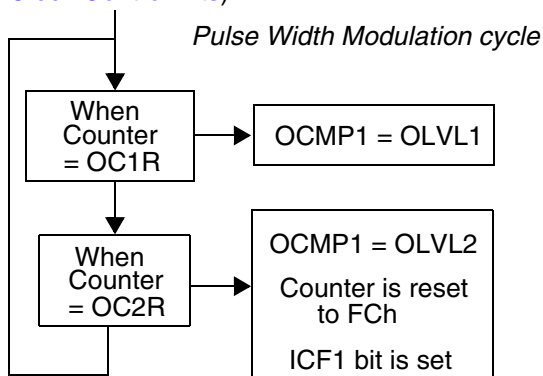 Pulse Width Modulation cycle
When
Counter
= OC1R
OCMP1 = OLVL1
When
Counter
= OC2R
OCMP1 = OLVL2
Counter is reset
to FCh
ICF1 bit is set